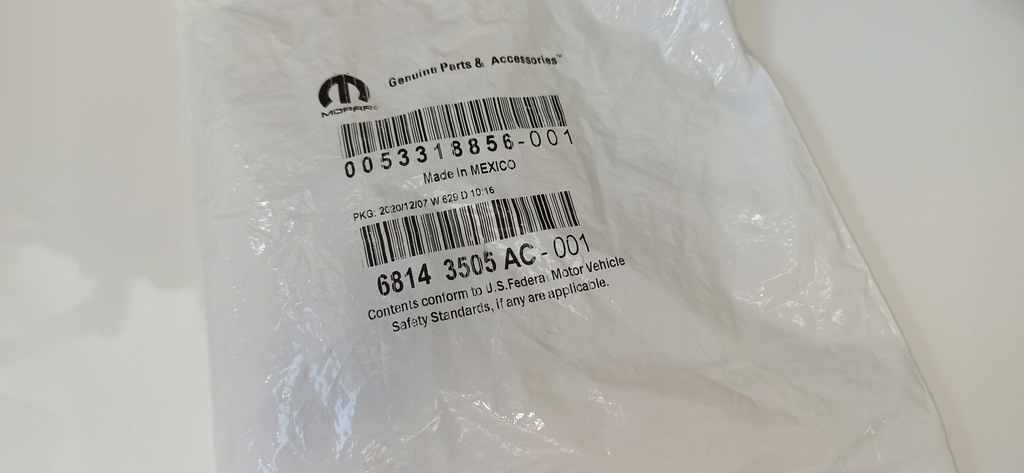 Genuine Parts & Accessories™
MOPAR®
0053318856-001
Made In MEXICO
PKG: 2020/12/07 W 629 D 10:16
6814 3505 AC-001
Contents conform to U.S.Federal Motor Vehicle
Safety Standards, if any are applicable.